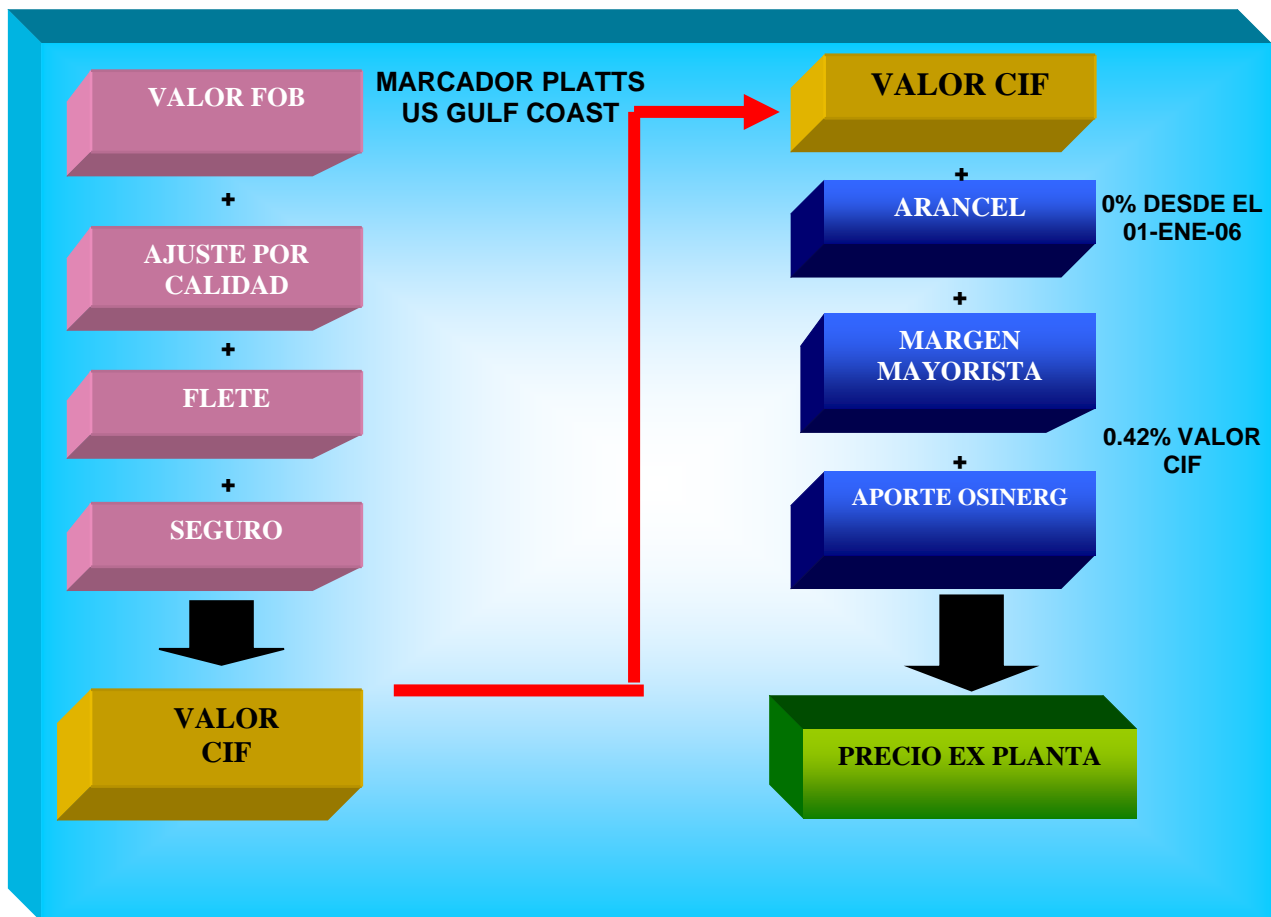 VALOR FOB
MARCADOR PLATTS
US GULF COAST
+
AJUSTE POR
CALIDAD
+
FLETE
+
SEGURO
VALOR
CIF
VALOR CIF
+
ARANCEL
0% DESDE EL
01-ENE-06
+
MARGEN
MAYORISTA
0.42% VALOR
CIF
+
APORTE OSINERG
PRECIO EX PLANTA